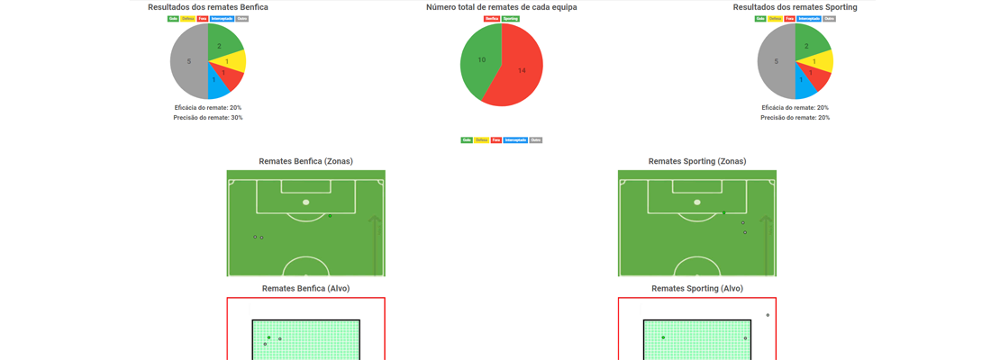 Resultados dos remates Benfica
Número total de remates de cada equipa
Resultados dos remates Sporting
Golo Defesa Fora Interceptado Outro
Benfica Sporting
Golo Defesa Fora Interceptado Outro
2
1
1
1
5
10
14
2
1
1
1
5
Eficácia do remate: 20%
Precisão do remate: 30%
Eficácia do remate: 20%
Precisão do remate: 20%
Golo Defesa Fora Interceptado Outro
Remates Benfica (Zonas)
Remates Sporting (Zonas)
Remates Benfica (Alvo)
Remates Sporting (Alvo)